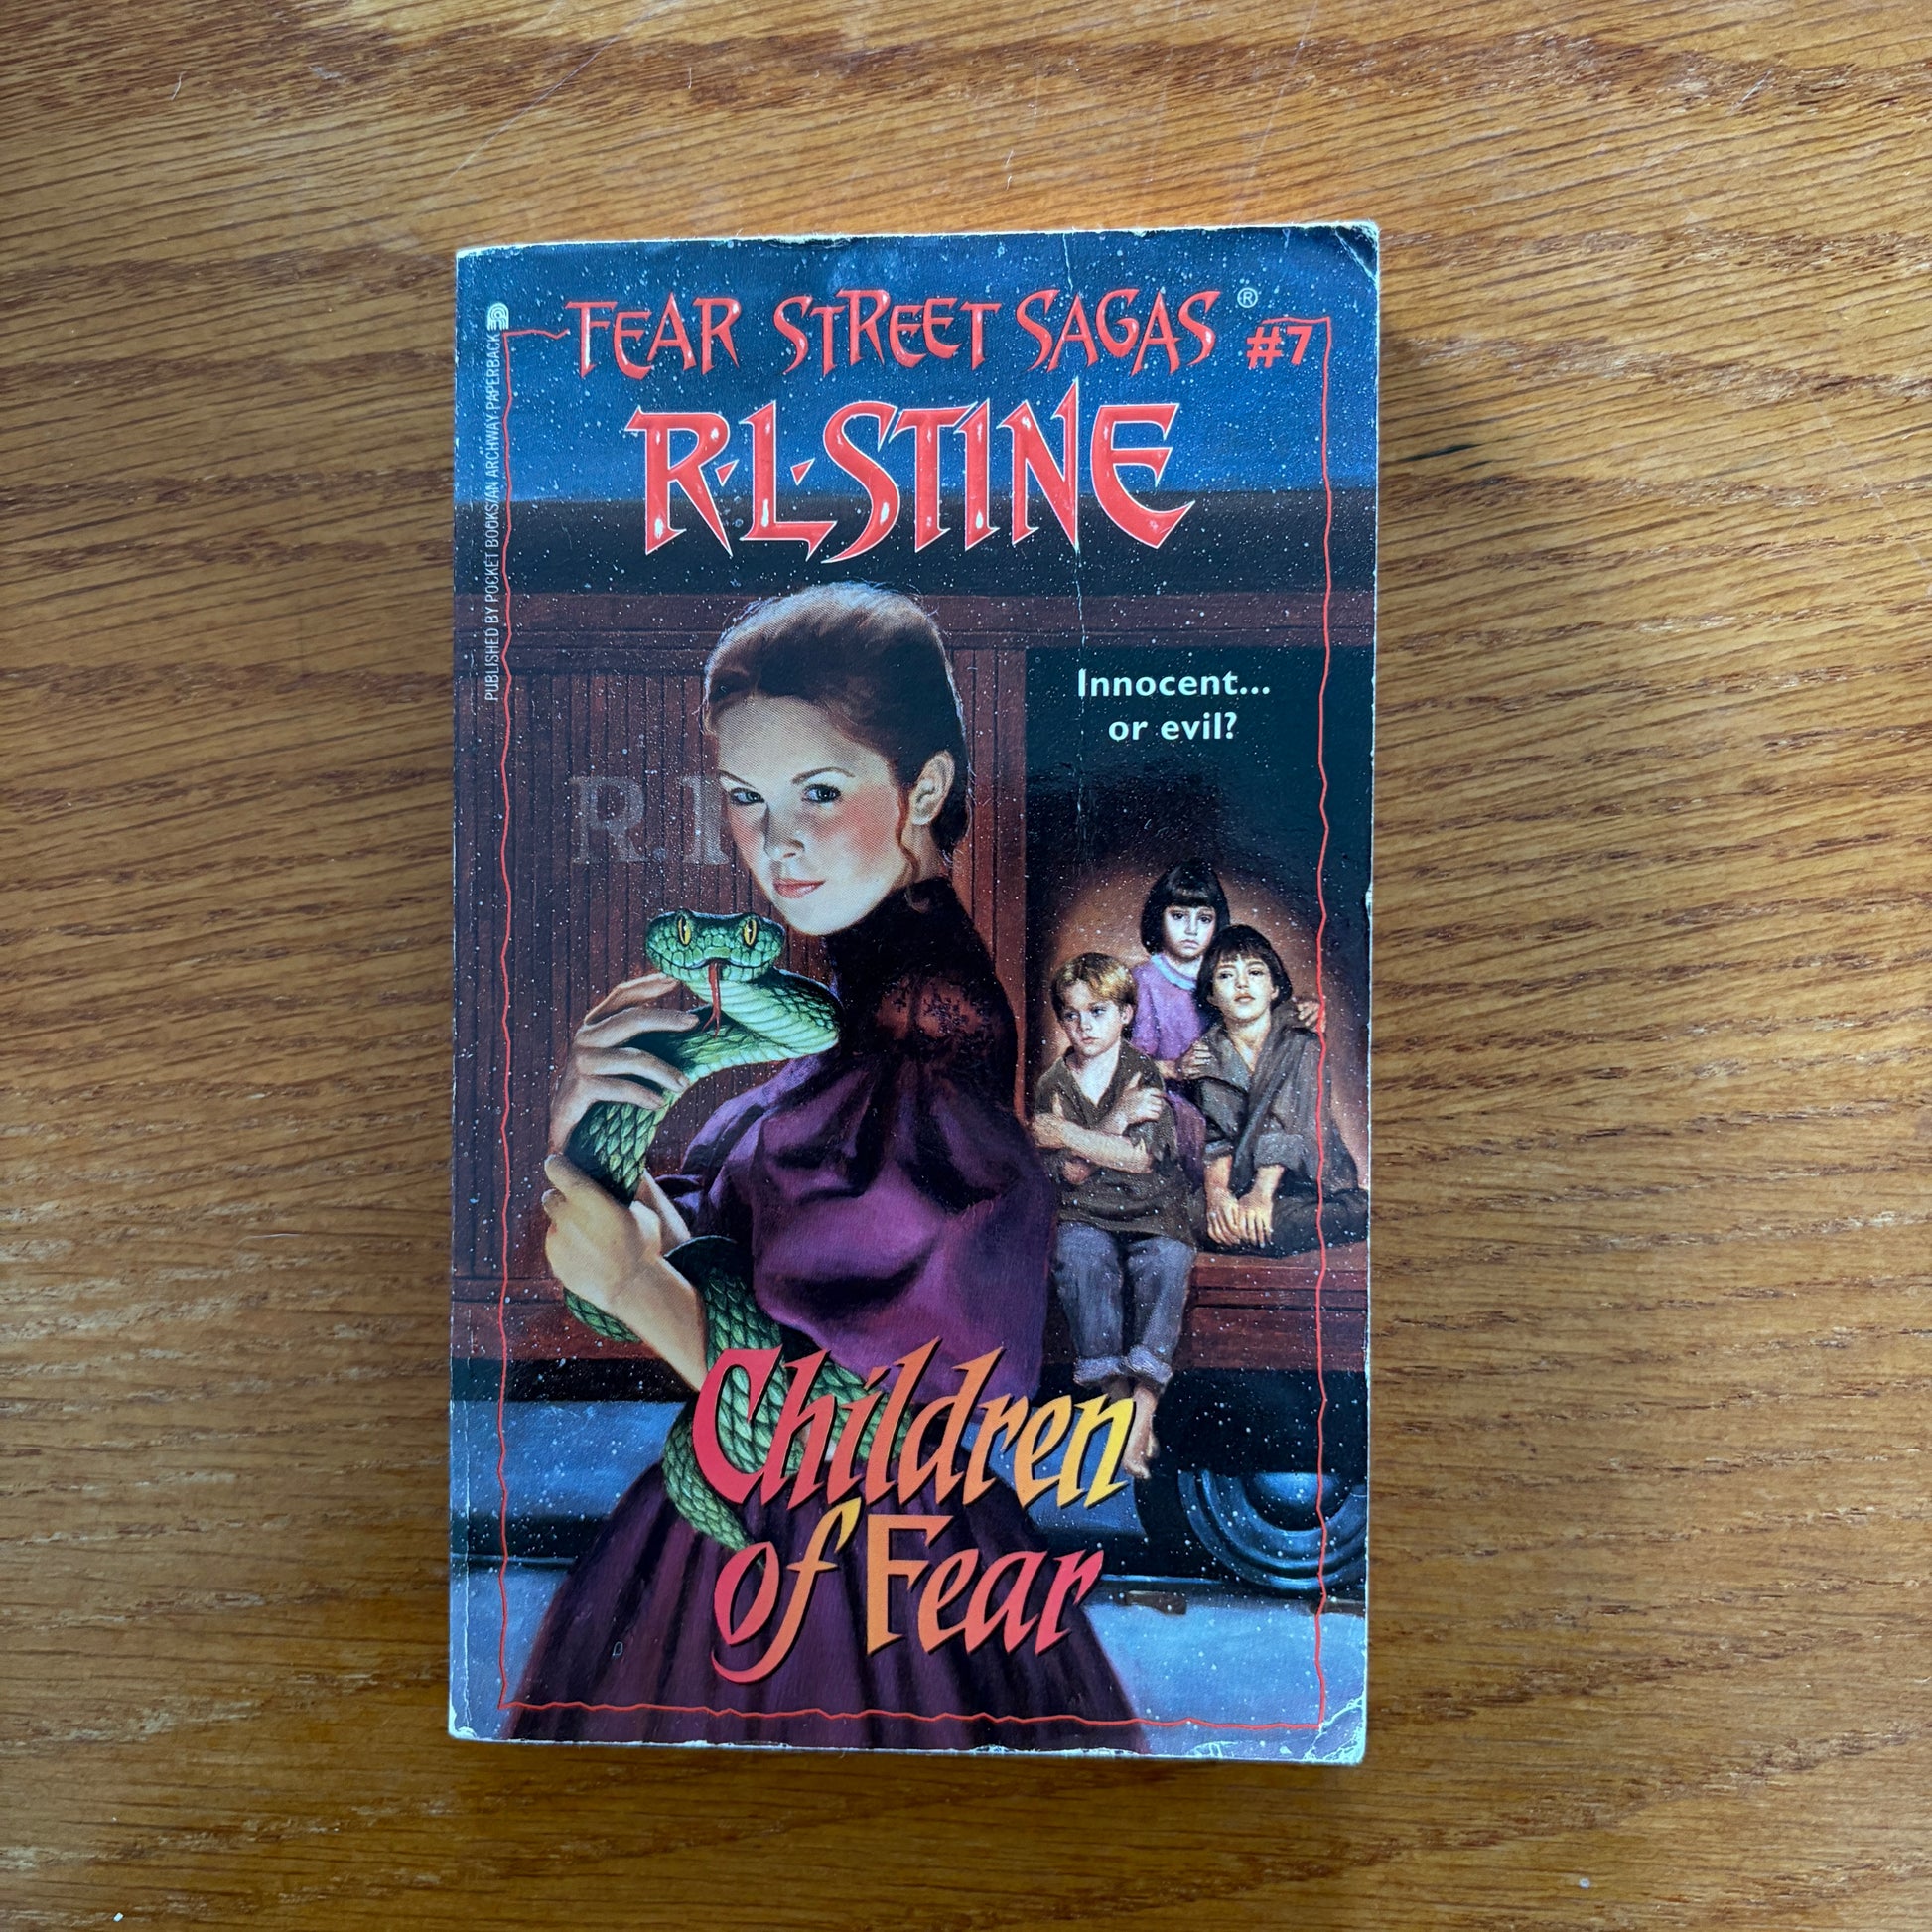 FEAR STREET SAGAS®
#7
R·L·STINE
PUBLISHED BY POCKET BOOKS/AN ARCHWAY PAPERBACK
Innocent...
or evil?
R.I
Children
of Fear